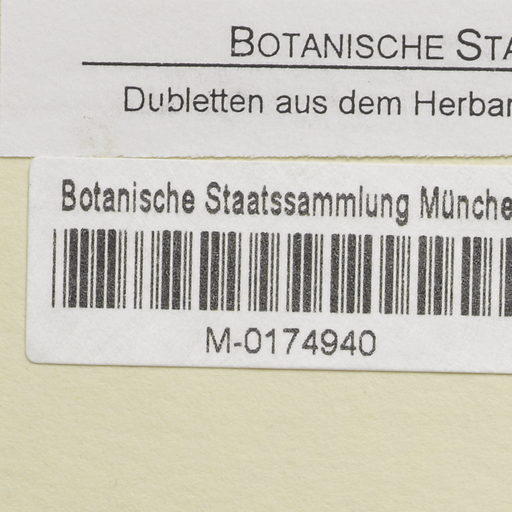 BOTANISCHE STA
Dubletten aus dem Herbar
Botanische Staatssammlung Münche
M-0174940